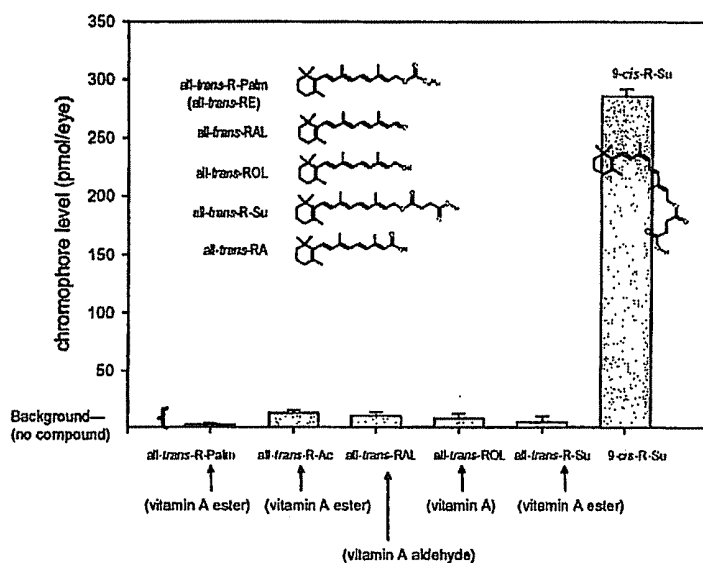 chromophore level (pmol/eye)
350
300
250
200
150
100
50
Background—
(no compound)
all-trans-R-Palm
(all-trans-RE)
all-trans-RAL
all-trans-ROL
all-trans-R-Su
all-trans-RA
9-cis-R-Su
all-trans-R-Palm
all-trans-R-Ac
all-trans-RAL
all-trans-ROL
all-trans-R-Su
9-cis-R-Su
(vitamin A ester)
(vitamin A ester)
(vitamin A)
(vitamin A ester)
(vitamin A aldehyde)